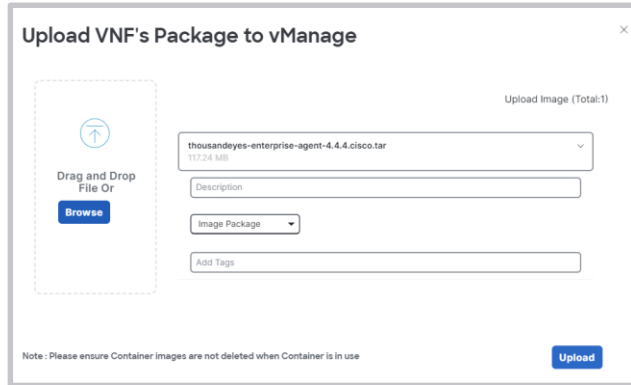 Upload VNF's Package to vManage
Upload Image (Total:1)
Drag and Drop
File Or
Browse
thousandeyes-enterprise-agent-4.4.4.cisco.tar
117.24 MB
Description
Image Package
Add Tags
Note : Please ensure Container images are not deleted when Container is in use
Upload